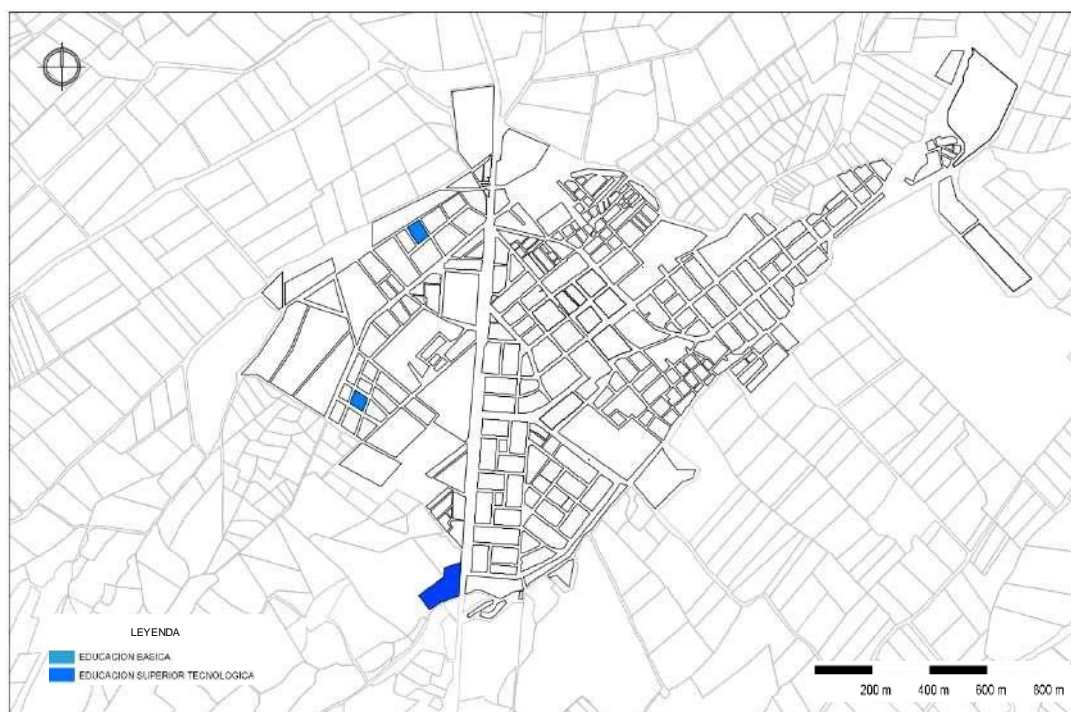 LEYENDA
EDUCACION BASICA
EDUCACION SUPERIOR TECNOLOGICA
200 m 400 m 600 m 800 m